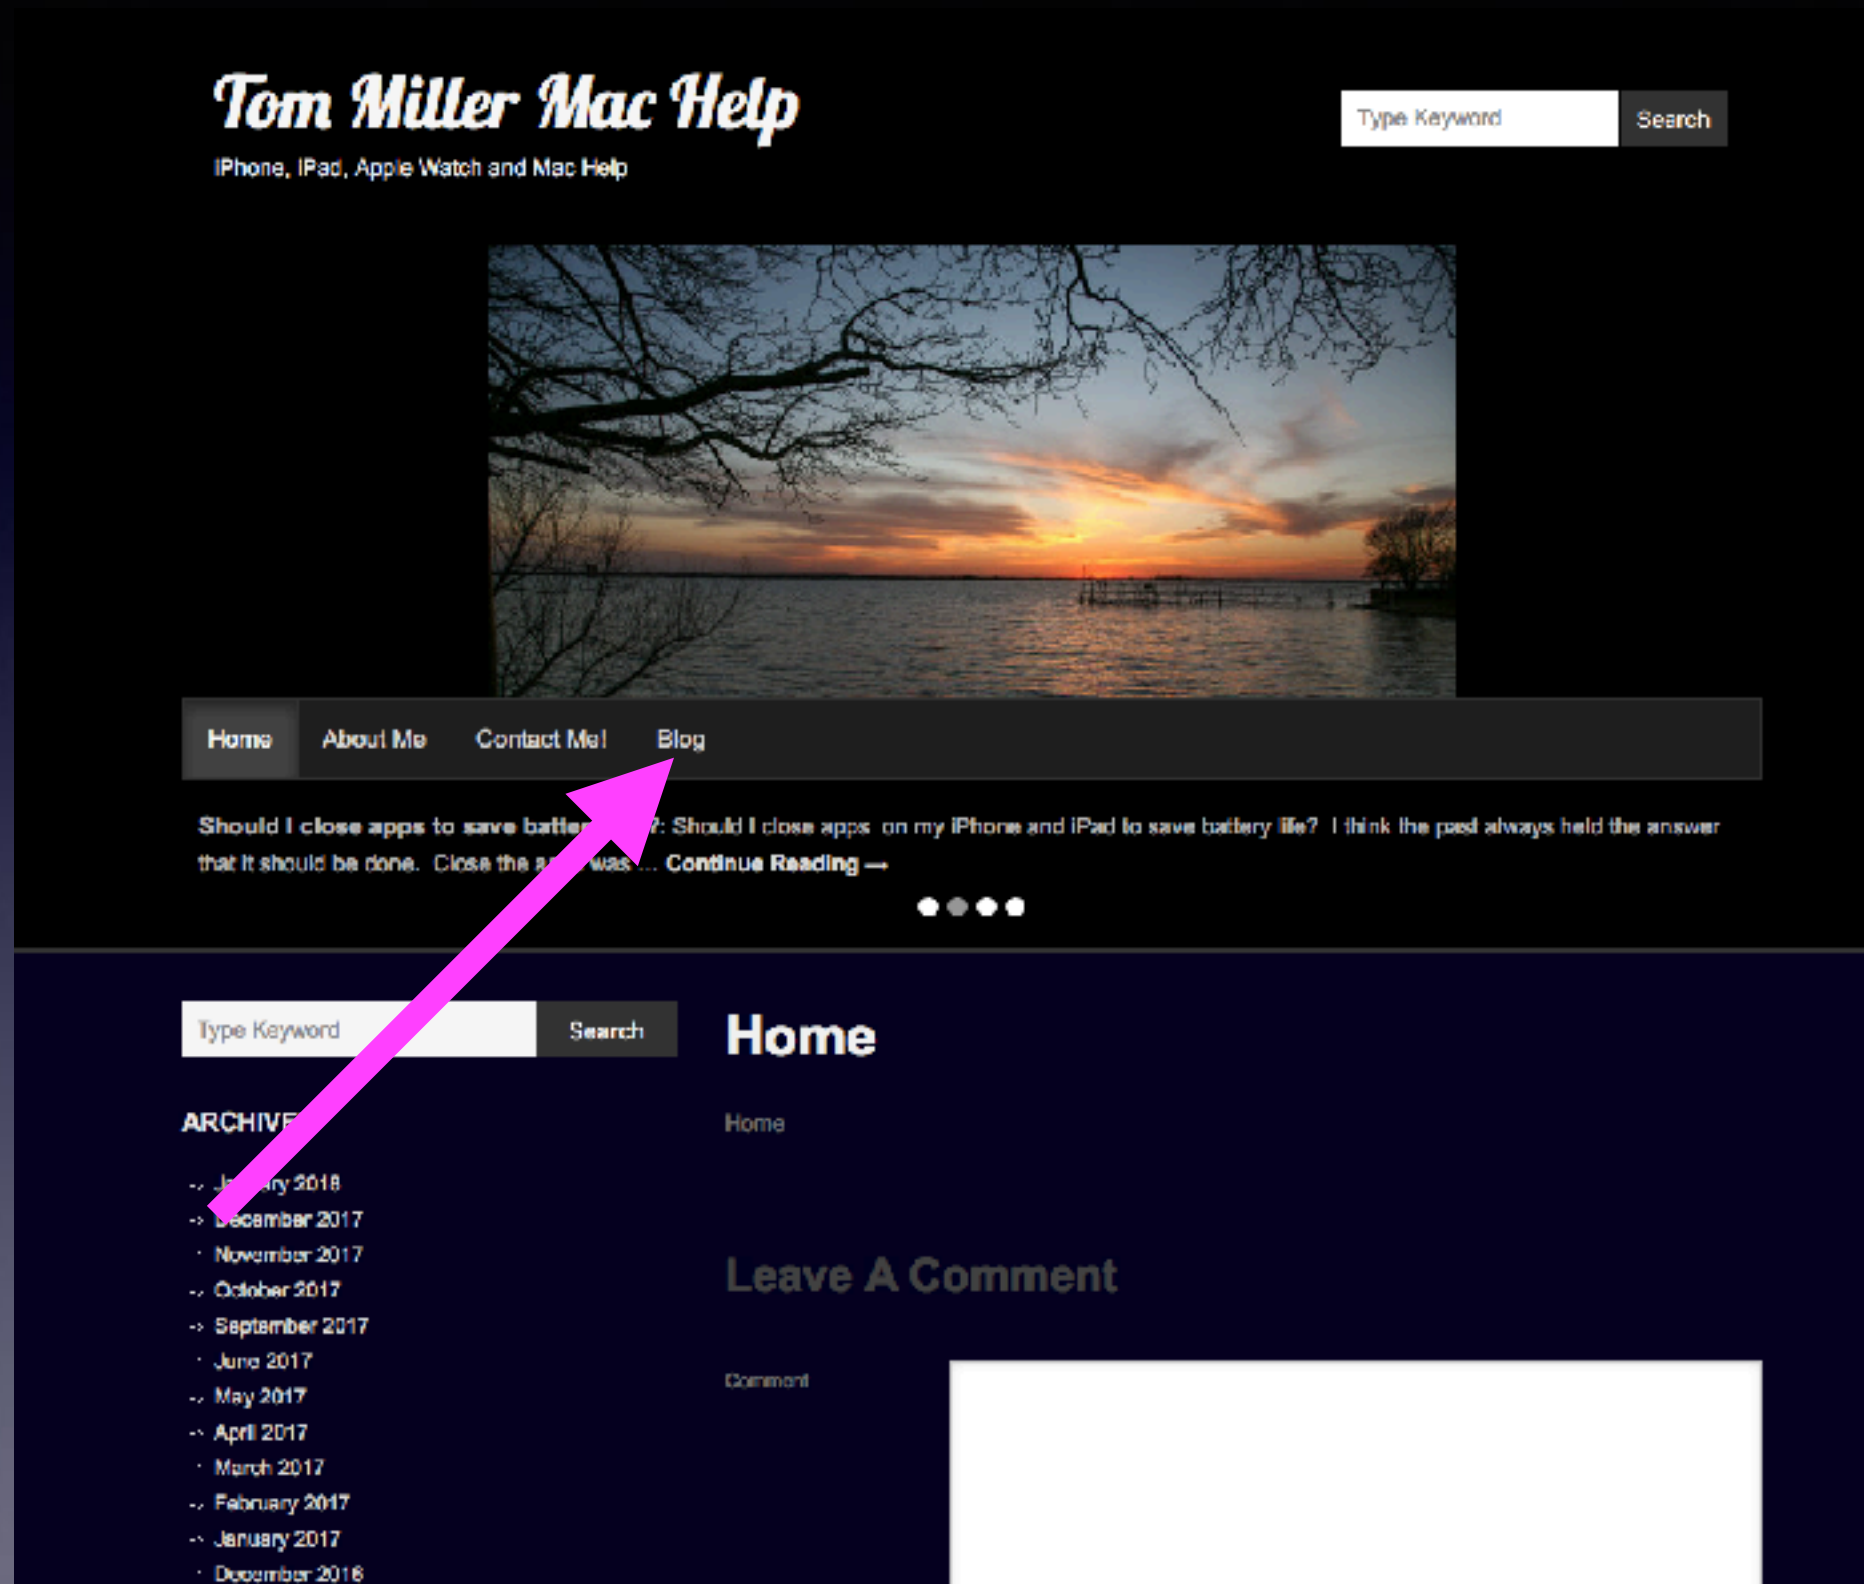 Tom Miller Mac Help
iPhone, iPad, Apple Watch and Mac Help
Type Keyword
Search
Home
About Me
Contact Me!
Blog
Should I close apps to save ?: Should I close apps on my iPhone and iPad to save battery life? I think the past always held the answer
that it should be done. Close the was ... Continue Reading →
Type Keyword
Search
ARCHIVE
2018
December 2017
November 2017
October 2017
September 2017
June 2017
May 2017
April 2017
March 2017
February 2017
January 2017
December 2016
Home
Home
Leave A Comment
Comment